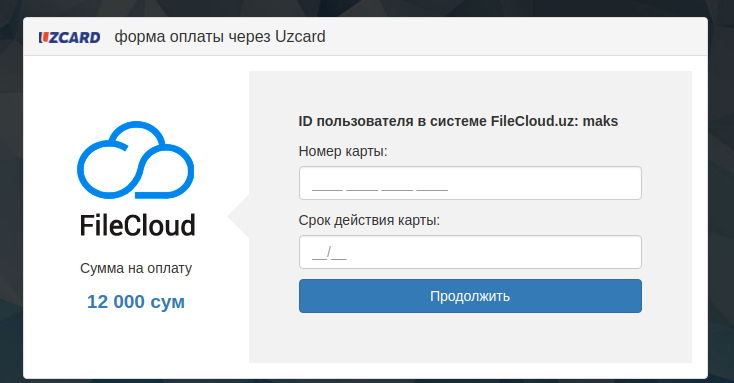 UZCARD форма оплаты через Uzcard
FileCloud
Сумма на оплату
12 000 сум
ID пользователя в системе FileCloud.uz: maks
Номер карты:
____ ____ ____ ____
Срок действия карты:
__/__
Продолжить